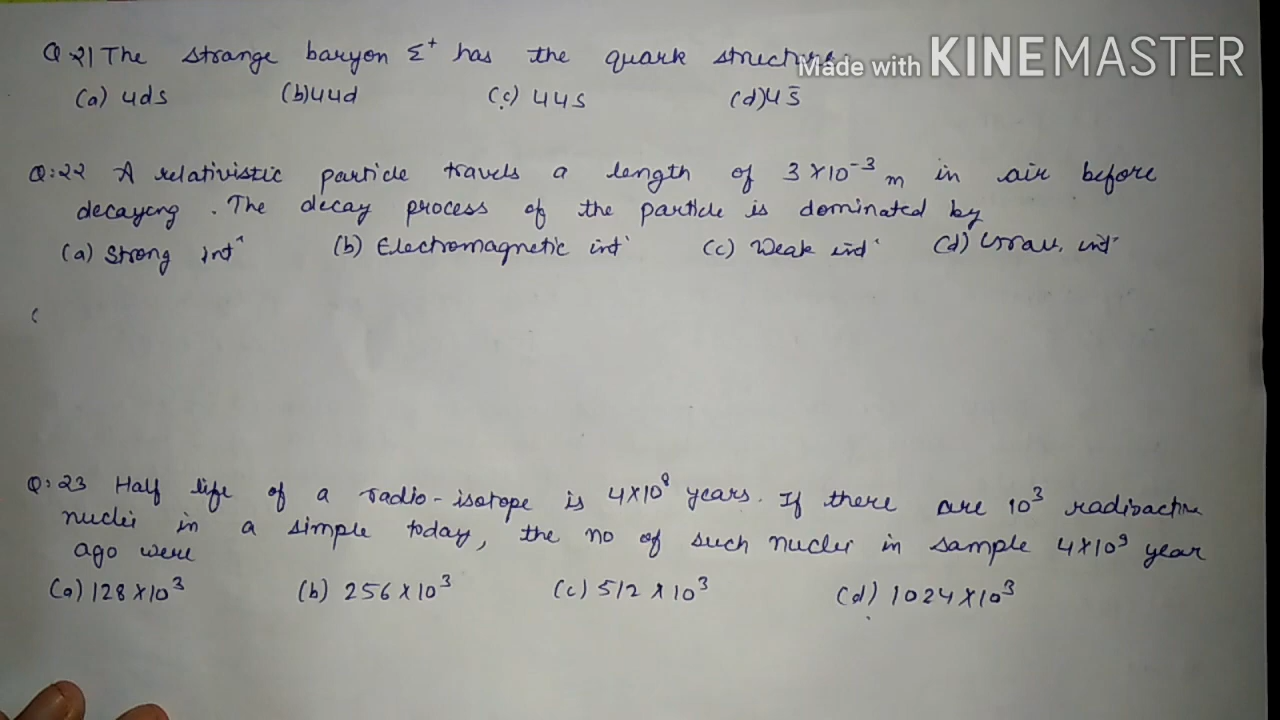 Q 21 The strange baryon Σ⁺ has the quark structure
Made with KINEMASTER
(a) uds (b) uud (c) uus (d) us̄
Q:22 A relativistic particle travels a length of 3×10⁻³ m in air before
decayeng. The decay process of the particle is dominated by
(a) Strong intⁿ (b) Electromagnetic int' (c) Weak int' (d) Grav. int'
(
Q:23 Half life of a radio-isotope is 4×10⁸ years. If there are 10³ radioactive
nuclei in a simple today, the no of such nuclei in sample 4×10⁹ year
ago were
(a) 128×10³ (b) 256×10³ (c) 512×10³ (d) 1024×10³